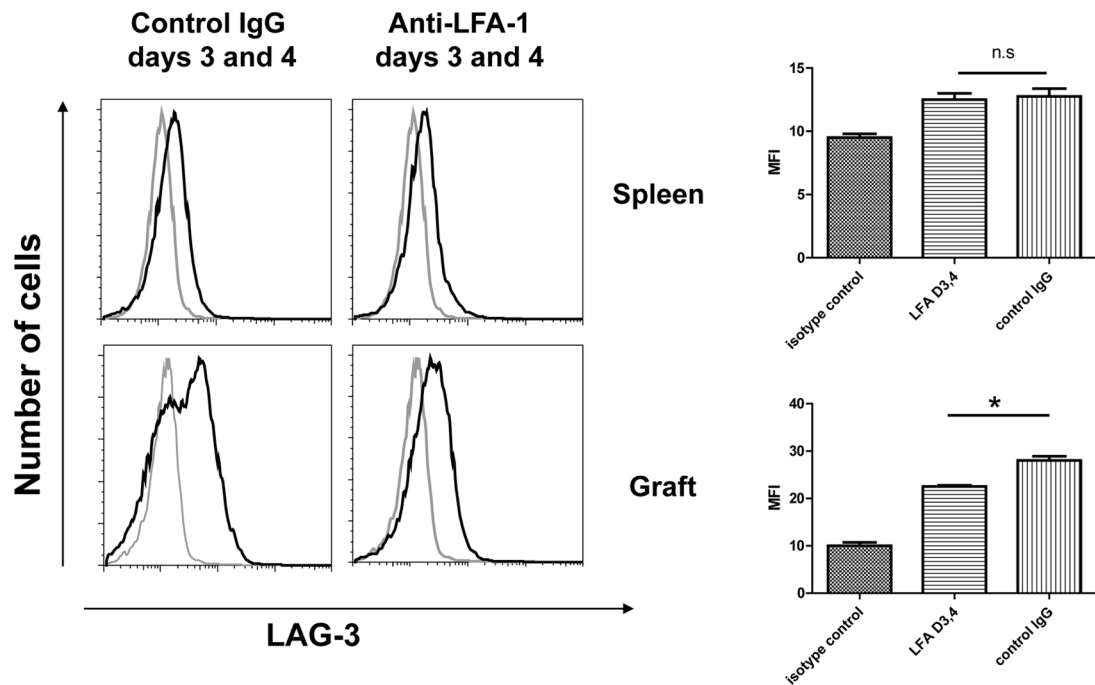 Control IgG
days 3 and 4
Anti-LFA-1
days 3 and 4
Number of cells
LAG-3
Spleen
Graft
n.s
15
10
5
0
MFI
isotype control
LFA D3,4
control IgG
*
40
30
20
10
0
MFI
isotype control
LFA D3,4
control IgG